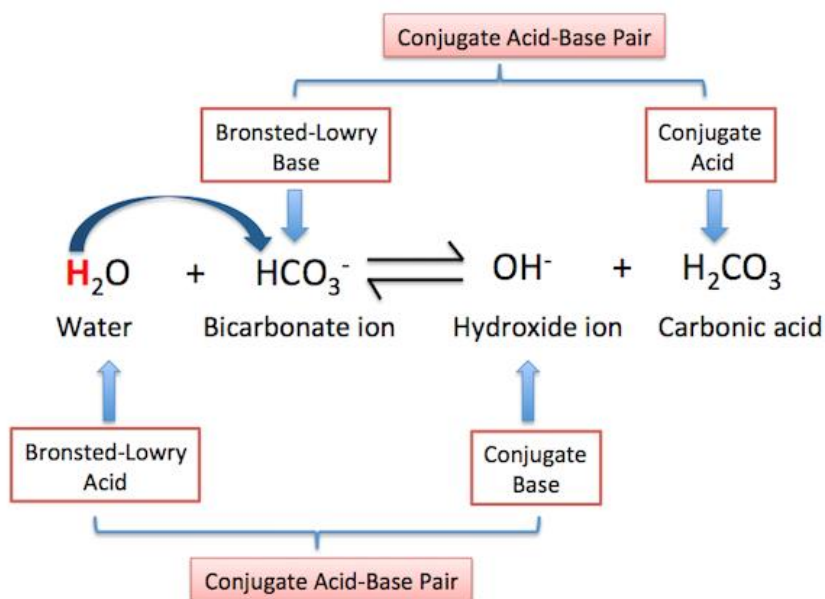 Conjugate Acid-Base Pair
Bronsted-Lowry
Base
Conjugate
Acid
H₂O + HCO₃⁻ ⇌ OH⁻ + H₂CO₃
Water Bicarbonate ion Hydroxide ion Carbonic acid
Bronsted-Lowry
Acid
Conjugate
Base
Conjugate Acid-Base Pair